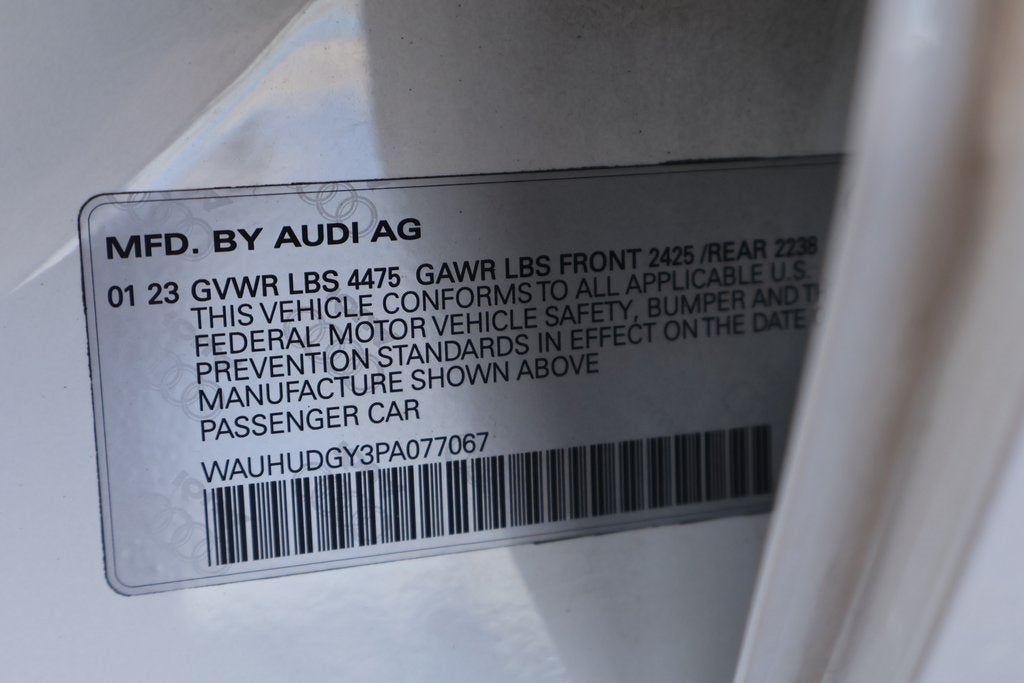 MFD. BY AUDI AG
01 23 GVWR LBS 4475 GAWR LBS FRONT 2425 /REAR 2238
THIS VEHICLE CONFORMS TO ALL APPLICABLE U.S.
FEDERAL MOTOR VEHICLE SAFETY, BUMPER AND TH
PREVENTION STANDARDS IN EFFECT ON THE DATE
MANUFACTURE SHOWN ABOVE
PASSENGER CAR
WAUHUDGY3PA077067